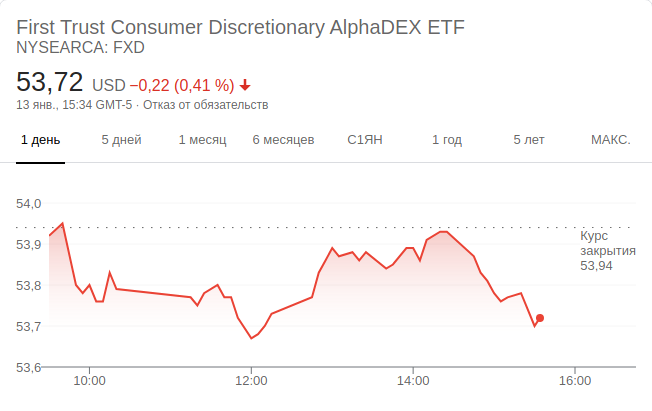 First Trust Consumer Discretionary AlphaDEX ETF
NYSEARCA: FXD
53,72 USD −0,22 (0,41 %)
13 янв., 15:34 GMT-5 · Отказ от обязательств
1 день 5 дней 1 месяц 6 месяцев С1ЯН 1 год 5 лет МАКС.
54,0
53,9
53,8
53,7
53,6
Курс
закрытия
53,94
10:00 12:00 14:00 16:00